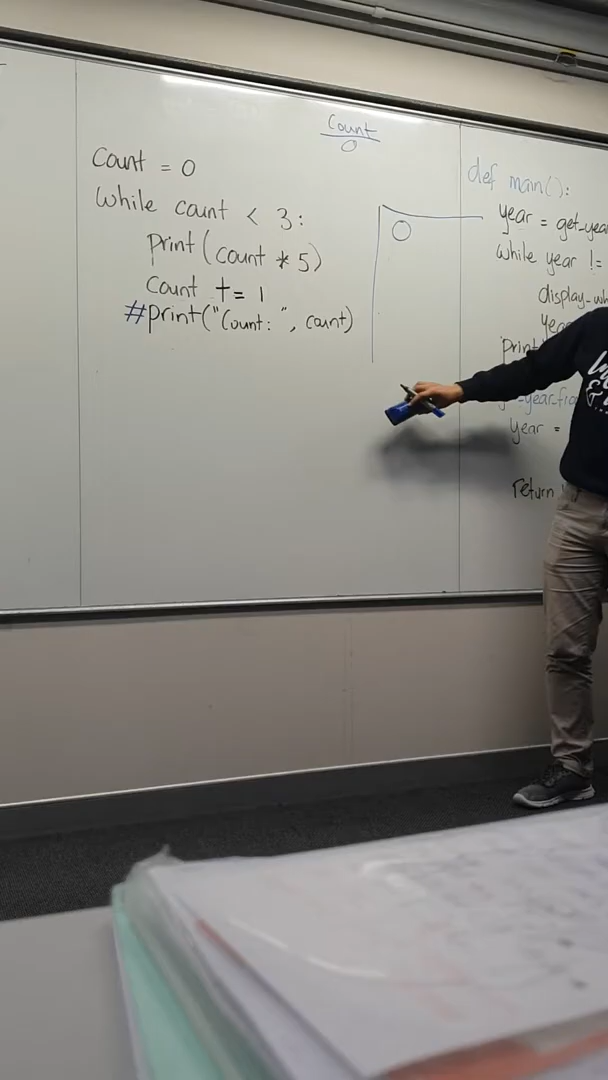 Count = 0
while count < 3:
print(count * 5)
count += 1
#print("Count: ", count)
Count
0
0
def main():
year = get_year
while year !=
display_wh
year
print
year =
return